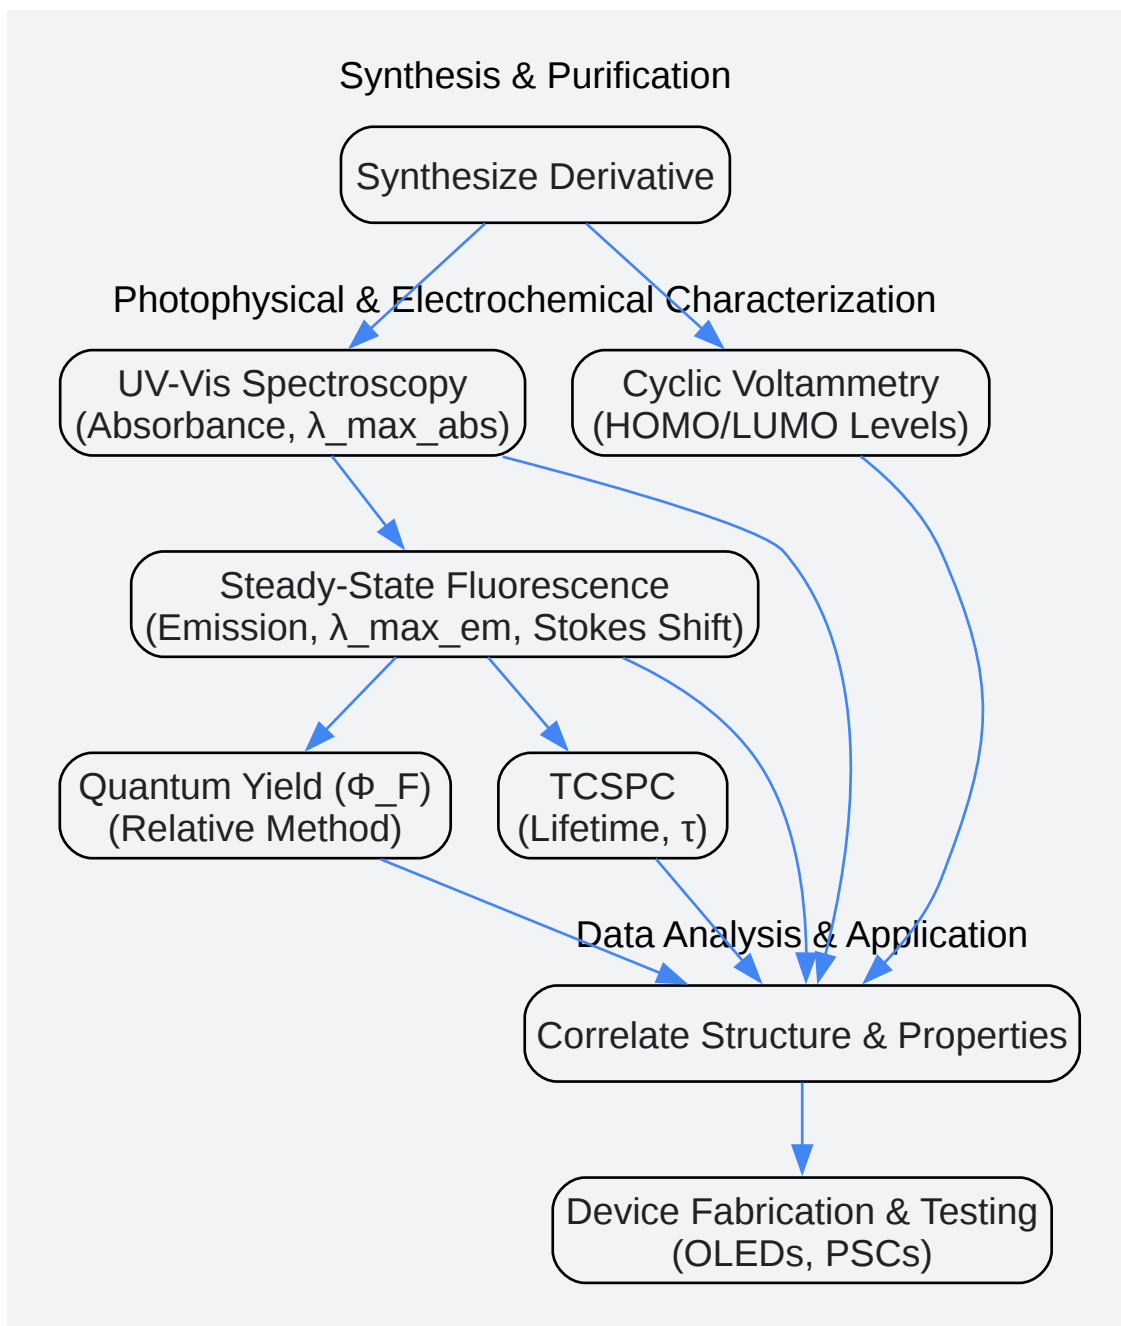 Synthesis & Purification
Synthesize Derivative
Photophysical & Electrochemical Characterization
UV-Vis Spectroscopy
(Absorbance, λ_max_abs)
Cyclic Voltammetry
(HOMO/LUMO Levels)
Steady-State Fluorescence
(Emission, λ_max_em, Stokes Shift)
Quantum Yield (Φ_F)
(Relative Method)
TCSPC
(Lifetime, τ)
Data Analysis & Application
Correlate Structure & Properties
Device Fabrication & Testing
(OLEDs, PSCs)